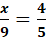 x/9 = 4/5